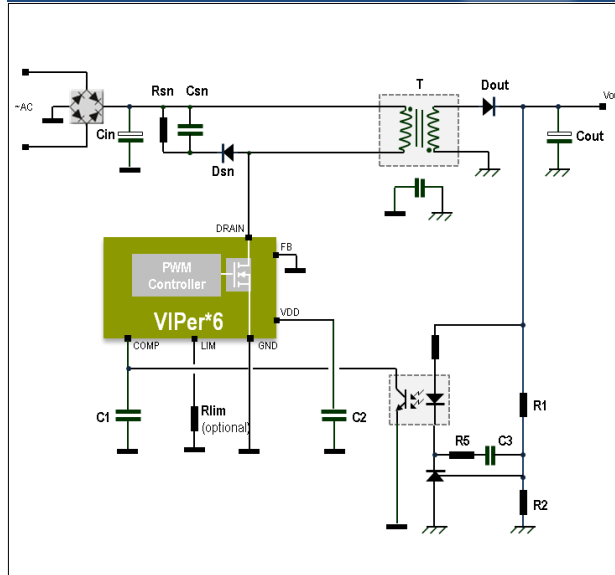 T
Dout
Rsn
Csn
~AC
Cin
Dsn
Cout
DRAIN
FB
PWM
Controller
VIPer*6
VDD
COMP
LIM
GND
C1
Rlim
(optional)
C2
R1
R5
C3
R2